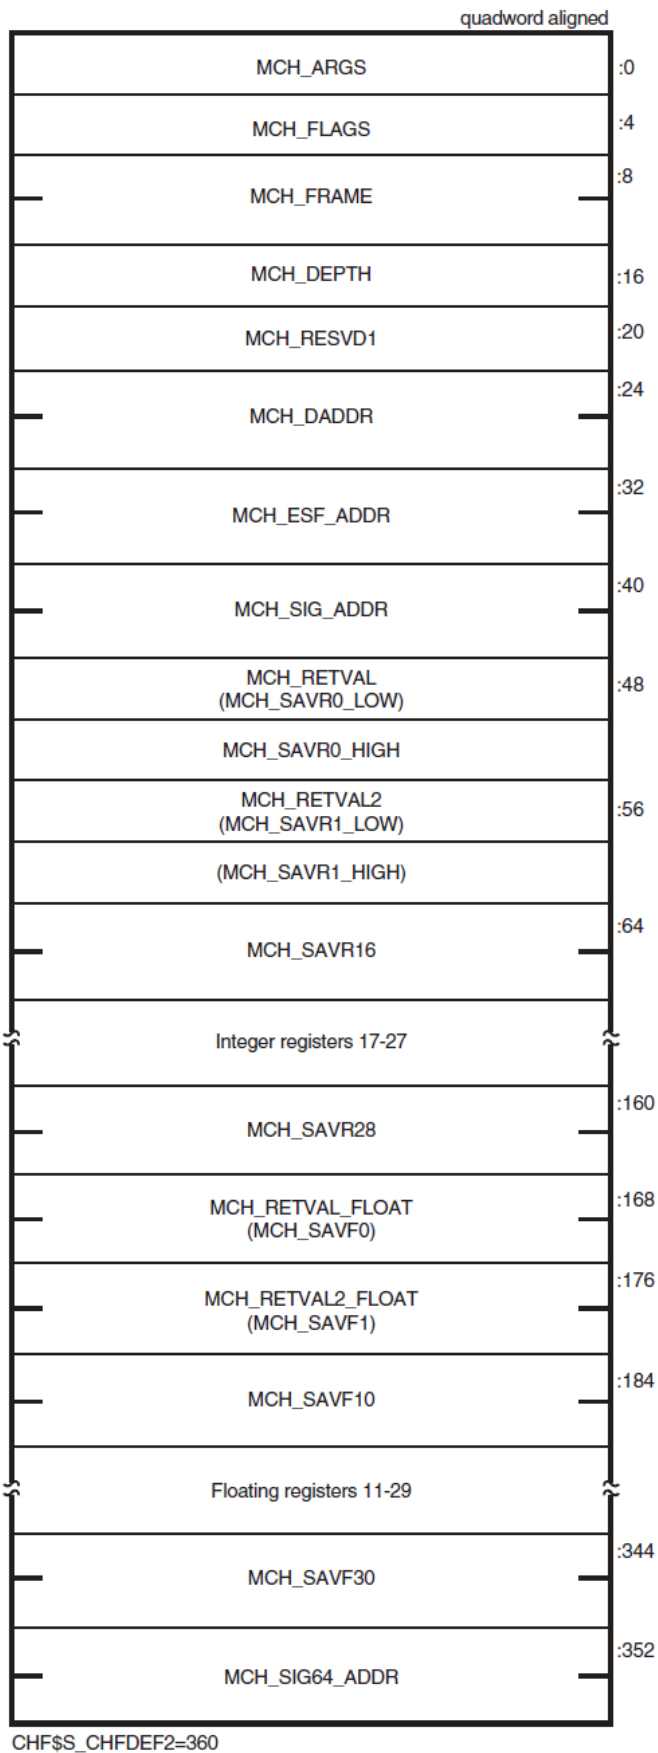 quadword aligned
MCH_ARGS :0
MCH_FLAGS :4
:8
MCH_FRAME
MCH_DEPTH :16
MCH_RESVD1 :20
:24
MCH_DADDR
:32
MCH_ESF_ADDR
:40
MCH_SIG_ADDR
MCH_RETVAL :48
(MCH_SAVR0_LOW)
MCH_SAVR0_HIGH
MCH_RETVAL2 :56
(MCH_SAVR1_LOW)
(MCH_SAVR1_HIGH)
:64
MCH_SAVR16
Integer registers 17-27
:160
MCH_SAVR28
:168
MCH_RETVAL_FLOAT
(MCH_SAVF0)
:176
MCH_RETVAL2_FLOAT
(MCH_SAVF1)
:184
MCH_SAVF10
Floating registers 11-29
:344
MCH_SAVF30
:352
MCH_SIG64_ADDR
CHF$S_CHFDEF2=360